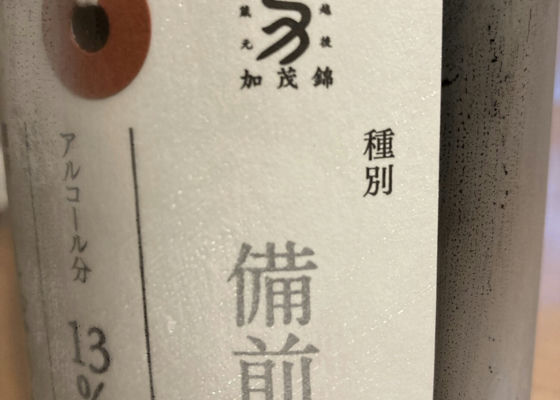 越後
蔵元
加茂錦
種別
備前
アルコール分
13%